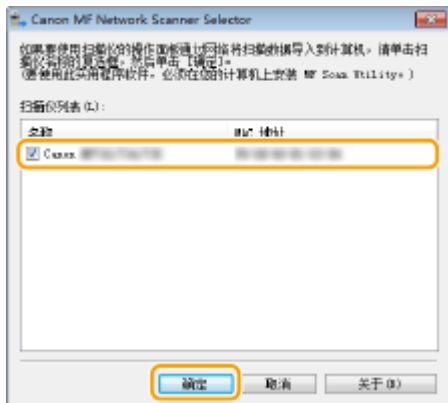 Canon MF Network Scanner Selector
如果要使用扫描仪的操作面板通过网络将扫描数据导入到计算机，请单击扫
描仪名称的复选框，然后单击 [确定]。
(要使用此实用程序软件，必须在您的计算机上安装 MF Scan Utility。)
扫描仪列表(L):
名称 MAC 地址
Canon
确定 取消 关于(B)